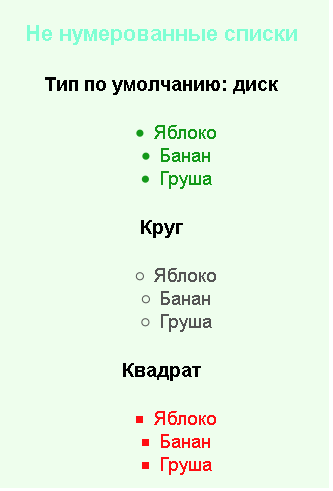 Не нумерованные списки
Тип по умолчанию: диск
Яблоко
Банан
Груша
Круг
Яблоко
Банан
Груша
Квадрат
Яблоко
Банан
Груша